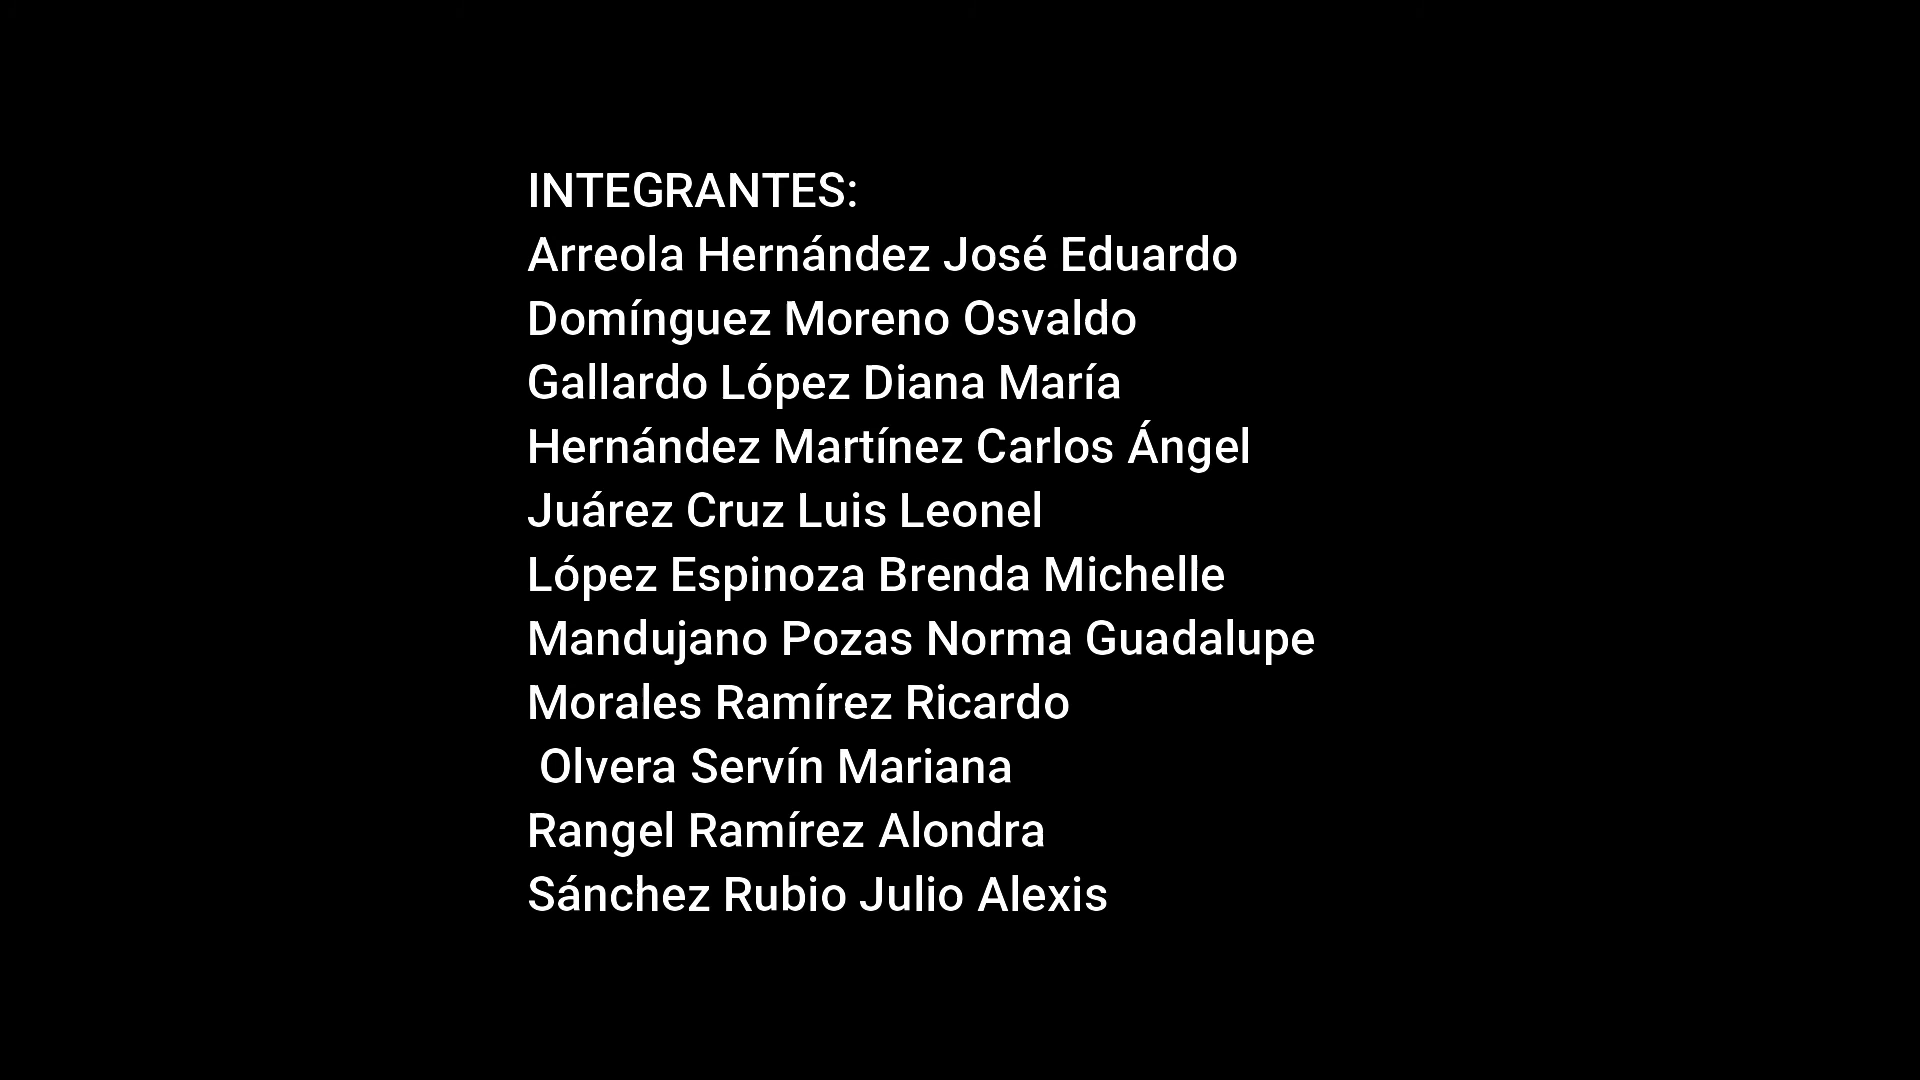 INTEGRANTES:
Arreola Hernández José Eduardo
Domínguez Moreno Osvaldo
Gallardo López Diana María
Hernández Martínez Carlos Ángel
Juárez Cruz Luis Leonel
López Espinoza Brenda Michelle
Mandujano Pozas Norma Guadalupe
Morales Ramírez Ricardo
Olvera Servín Mariana
Rangel Ramírez Alondra
Sánchez Rubio Julio Alexis